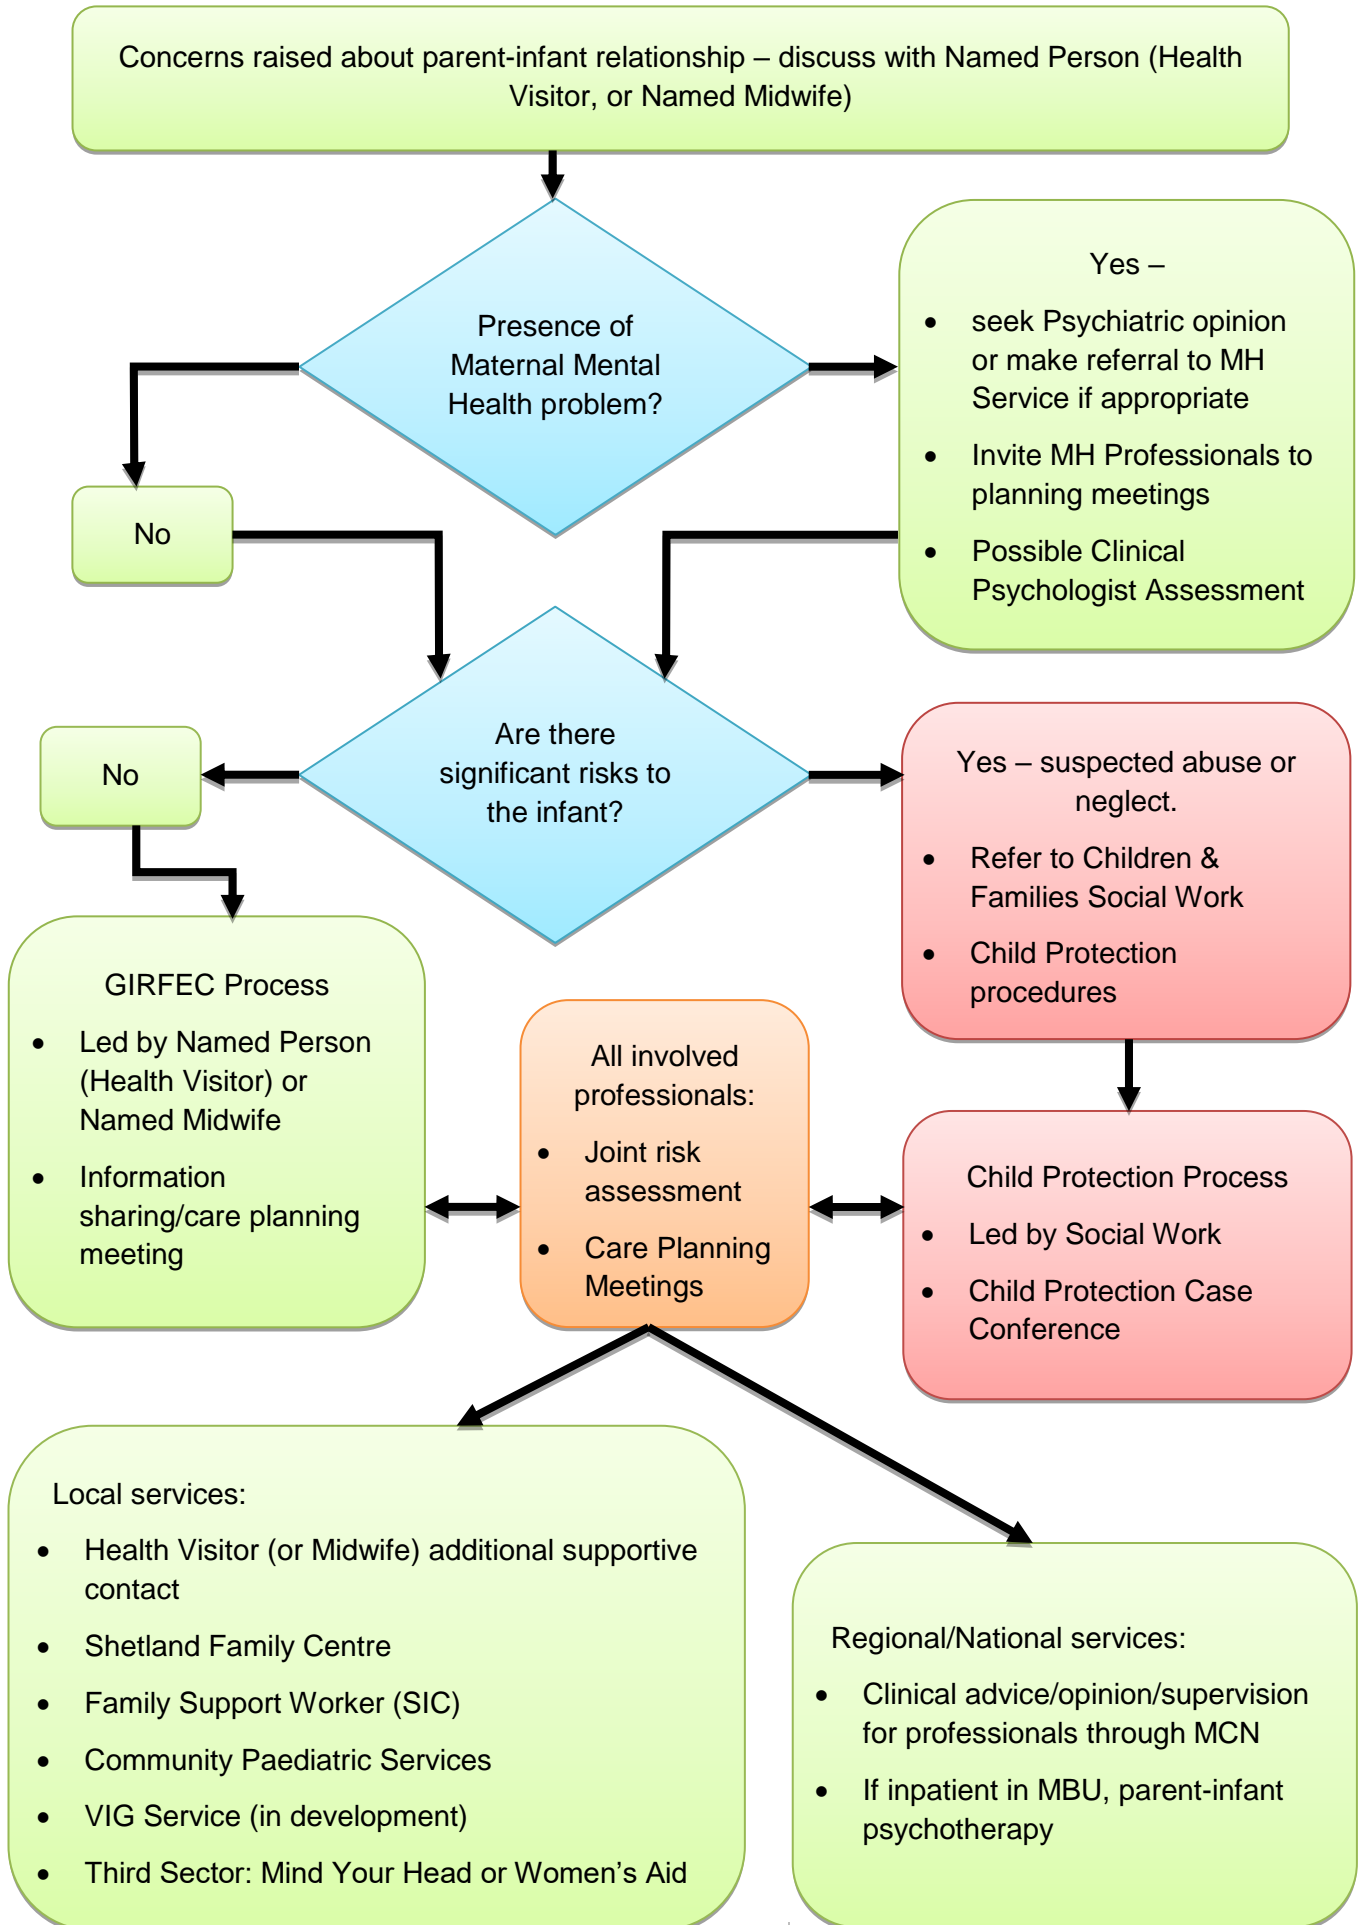 Concerns raised about parent-infant relationship – discuss with Named Person (Health
Visitor, or Named Midwife)
Presence of
Maternal Mental
Health problem?
Yes –
• seek Psychiatric opinion
or make referral to MH
Service if appropriate
• Invite MH Professionals to
planning meetings
• Possible Clinical
Psychologist Assessment
No
Are there
significant risks to
the infant?
No
Yes – suspected abuse or
neglect.
• Refer to Children &
Families Social Work
• Child Protection
procedures
GIRFEC Process
• Led by Named Person
(Health Visitor) or
Named Midwife
• Information
sharing/care planning
meeting
All involved
professionals:
• Joint risk
assessment
• Care Planning
Meetings
Child Protection Process
• Led by Social Work
• Child Protection Case
Conference
Local services:
• Health Visitor (or Midwife) additional supportive
contact
• Shetland Family Centre
• Family Support Worker (SIC)
• Community Paediatric Services
• VIG Service (in development)
• Third Sector: Mind Your Head or Women’s Aid
Regional/National services:
• Clinical advice/opinion/supervision
for professionals through MCN
• If inpatient in MBU, parent-infant
psychotherapy